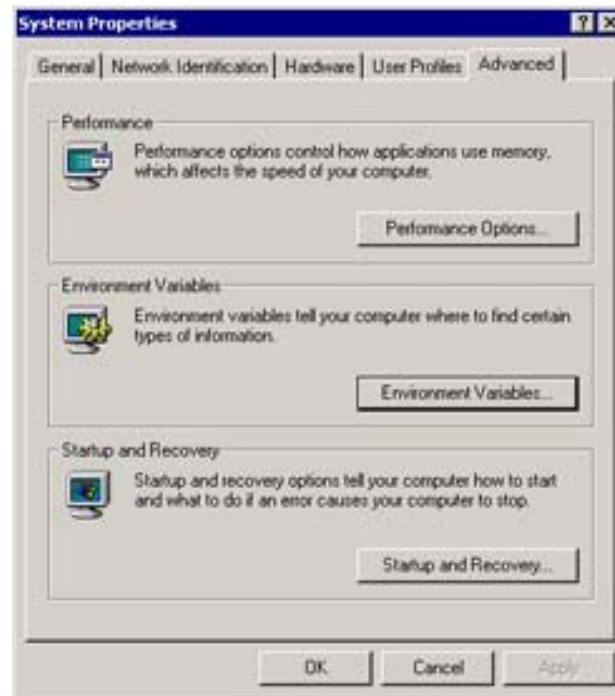 System Properties
General Network Identification Hardware User Profiles Advanced
Performance
Performance options control how applications use memory,
which affects the speed of your computer.
Performance Options...
Environment Variables
Environment variables tell your computer where to find certain
types of information.
Environment Variables...
Startup and Recovery
Startup and recovery options tell your computer how to start
and what to do if an error causes your computer to stop.
Startup and Recovery...
OK Cancel Apply